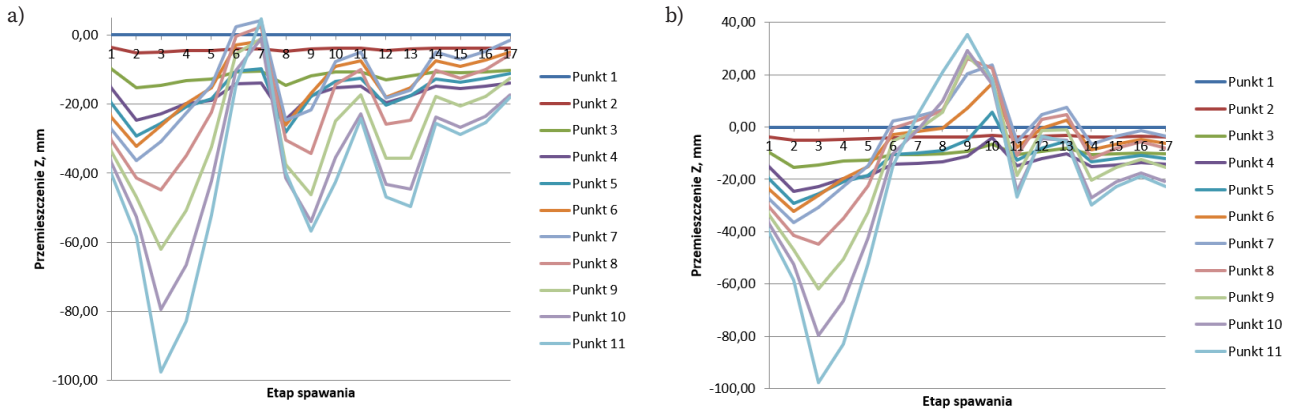 a)
0,00
-20,00
-40,00
-60,00
-80,00
-100,00
Przemieszczenie Z, mm
1 2 3 4 5 6 7 8 9 10 11 12 13 14 15 16 17
Etap spawania
Punkt 1
Punkt 2
Punkt 3
Punkt 4
Punkt 5
Punkt 6
Punkt 7
Punkt 8
Punkt 9
Punkt 10
Punkt 11
b)
40,00
20,00
0,00
-20,00
-40,00
-60,00
-80,00
-100,00
Przemieszczenie Z, mm
1 2 3 4 5 6 7 8 9 10 11 12 13 14 15 16 17
Etap spawania
Punkt 1
Punkt 2
Punkt 3
Punkt 4
Punkt 5
Punkt 6
Punkt 7
Punkt 8
Punkt 9
Punkt 10
Punkt 11